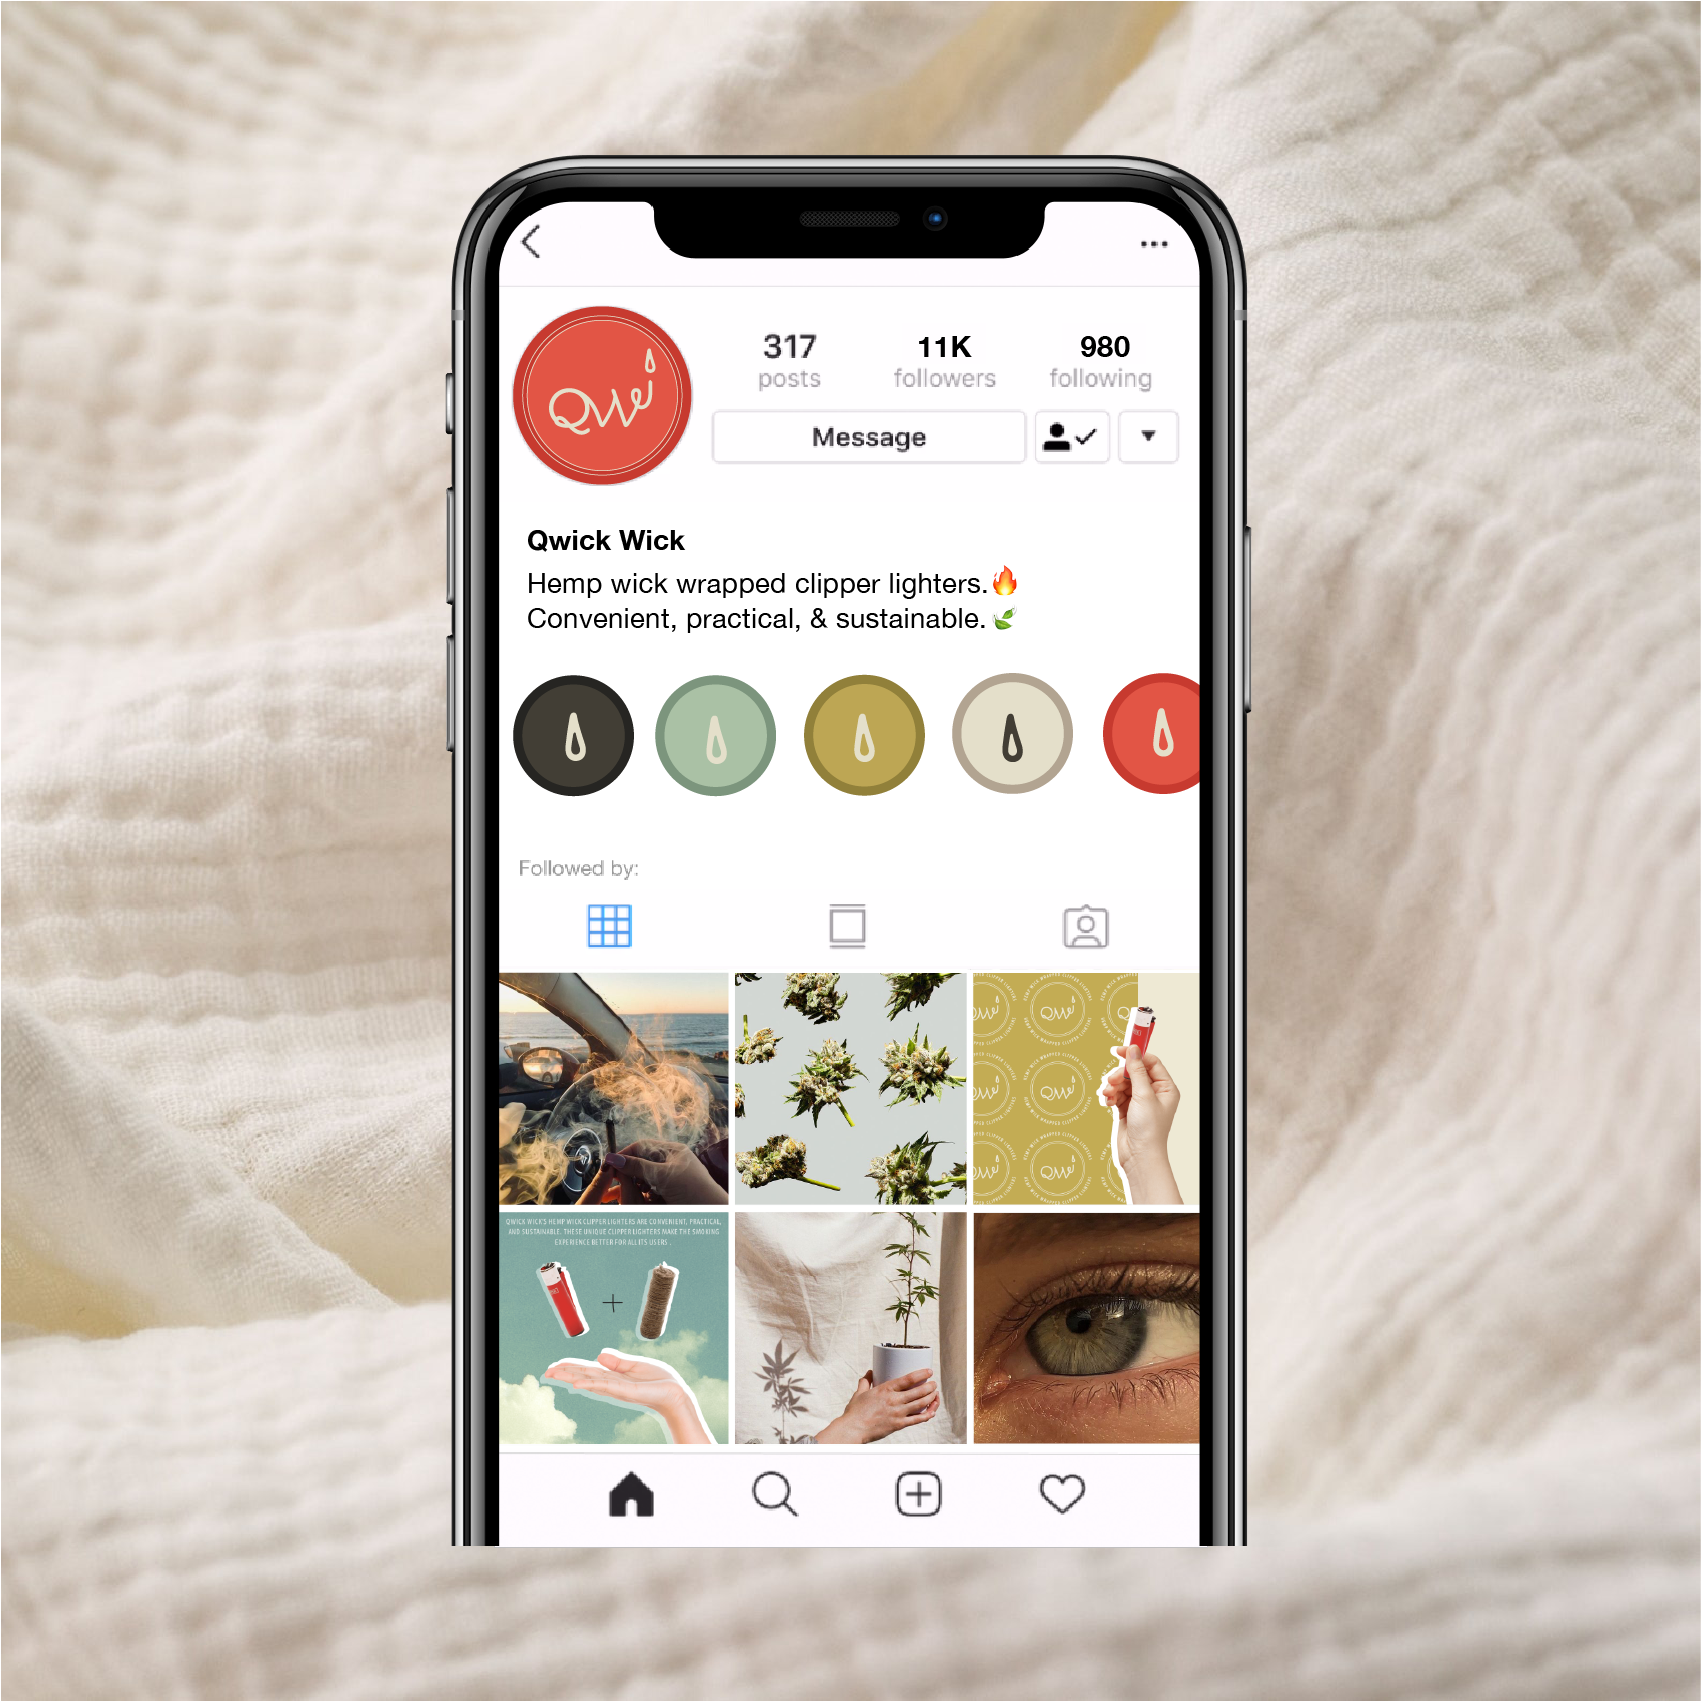 QWi
317
posts
11K
followers
980
following
Message
Qwick Wick
Hemp wick wrapped clipper lighters.🔥
Convenient, practical, & sustainable.🌿
Followed by:
QWICK WICK'S HEMP WICK CLIPPER LIGHTERS ARE CONVENIENT, PRACTICAL,
AND SUSTAINABLE. THESE UNIQUE CLIPPER LIGHTERS MAKE THE SMOKING
EXPERIENCE BETTER FOR ALL ITS USERS.